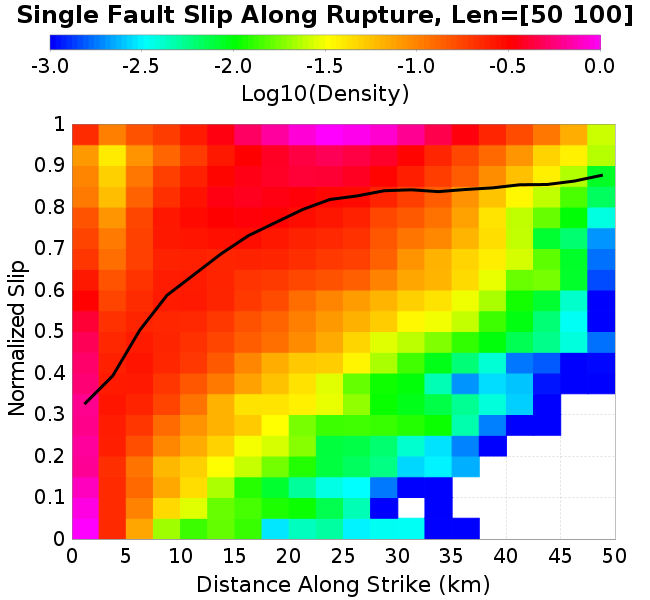 Single Fault Slip Along Rupture, Len=[50 100]
-3.0 -2.5 -2.0 -1.5 -1.0 -0.5 0.0
Log10(Density)
Normalized Slip
1
0.9
0.8
0.7
0.6
0.5
0.4
0.3
0.2
0.1
0
0 5 10 15 20 25 30 35 40 45 50
Distance Along Strike (km)